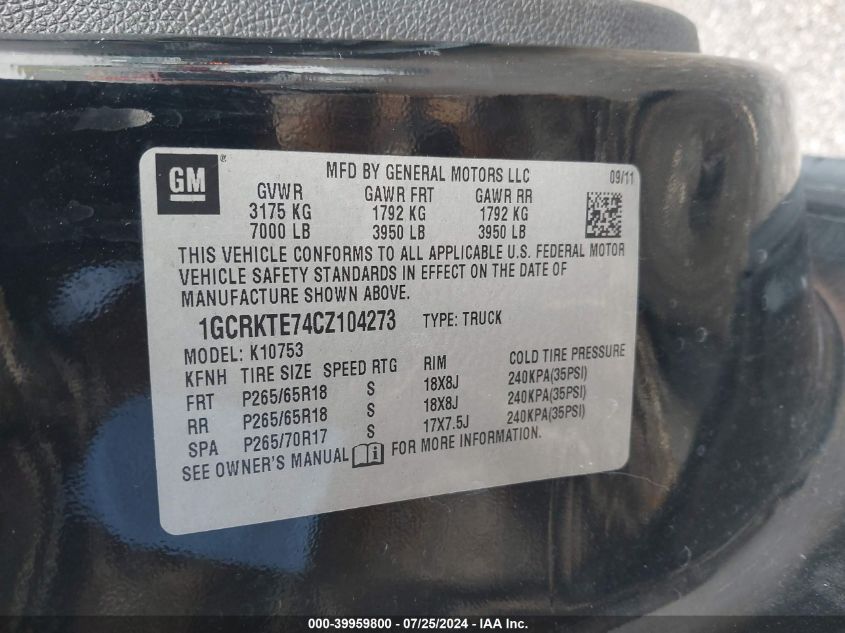 GM ®
MFD BY GENERAL MOTORS LLC
09/11
GVWR GAWR FRT GAWR RR
3175 KG 1792 KG 1792 KG
7000 LB 3950 LB 3950 LB
THIS VEHICLE CONFORMS TO ALL APPLICABLE U.S. FEDERAL MOTOR
VEHICLE SAFETY STANDARDS IN EFFECT ON THE DATE OF
MANUFACTURE SHOWN ABOVE.
1GCRKTE74CZ104273 TYPE: TRUCK
MODEL: K10753
KFNH TIRE SIZE SPEED RTG RIM COLD TIRE PRESSURE
FRT P265/65R18 S 18X8J 240KPA(35PSI)
RR P265/65R18 S 18X8J 240KPA(35PSI)
SPA P265/70R17 S 17X7.5J 240KPA(35PSI)
SEE OWNER'S MANUAL i FOR MORE INFORMATION.
000-39959800 - 07/25/2024 - IAA Inc.